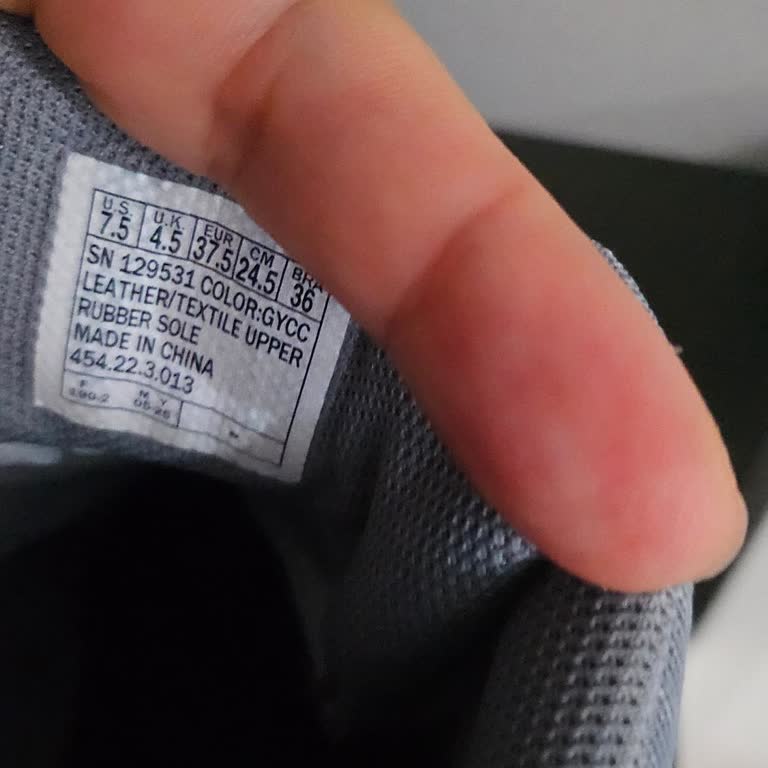 U.S. U.K. EUR CM BRA
7.5 4.5 37.5 24.5 36
SN 129531 COLOR:GYCC
LEATHER/TEXTILE UPPER
RUBBER SOLE
MADE IN CHINA
454.22.3.013
F M Y